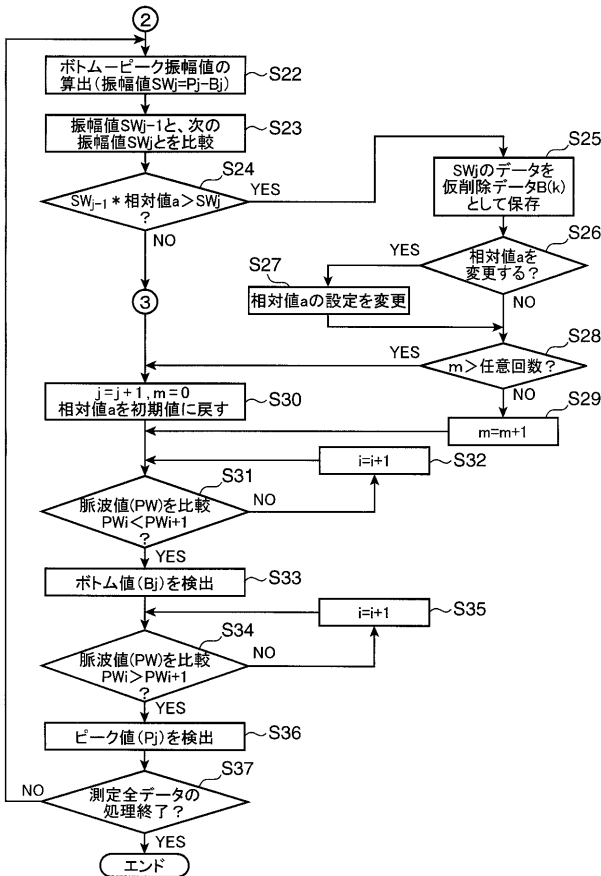 ②
ボトムーピーク振幅値の
算出(振幅値SWj=Pj-Bj)
S22
振幅値SWj-1と、次の
振幅値SWjとを比較
S23
S24
SWj-1*相対値a>SWj
?
YES
NO
S25
SWjのデータを
仮削除データB(k)
として保存
S26
相対値aを
変更する?
YES
NO
S27
相対値aの設定を変更
③
S28
m>任意回数?
YES
NO
S29
m=m+1
j=j+1,m=0
相対値aを初期値に戻す
S30
i=i+1
S32
S31
脈波値(PW)を比較
PWi<PWi+1
?
NO
YES
ボトム値(Bj)を検出
S33
i=i+1
S35
S34
脈波値(PW)を比較
PWi>PWi+1
?
NO
YES
ピーク値(Pj)を検出
S36
S37
NO
測定全データの
処理終了?
YES
エンド